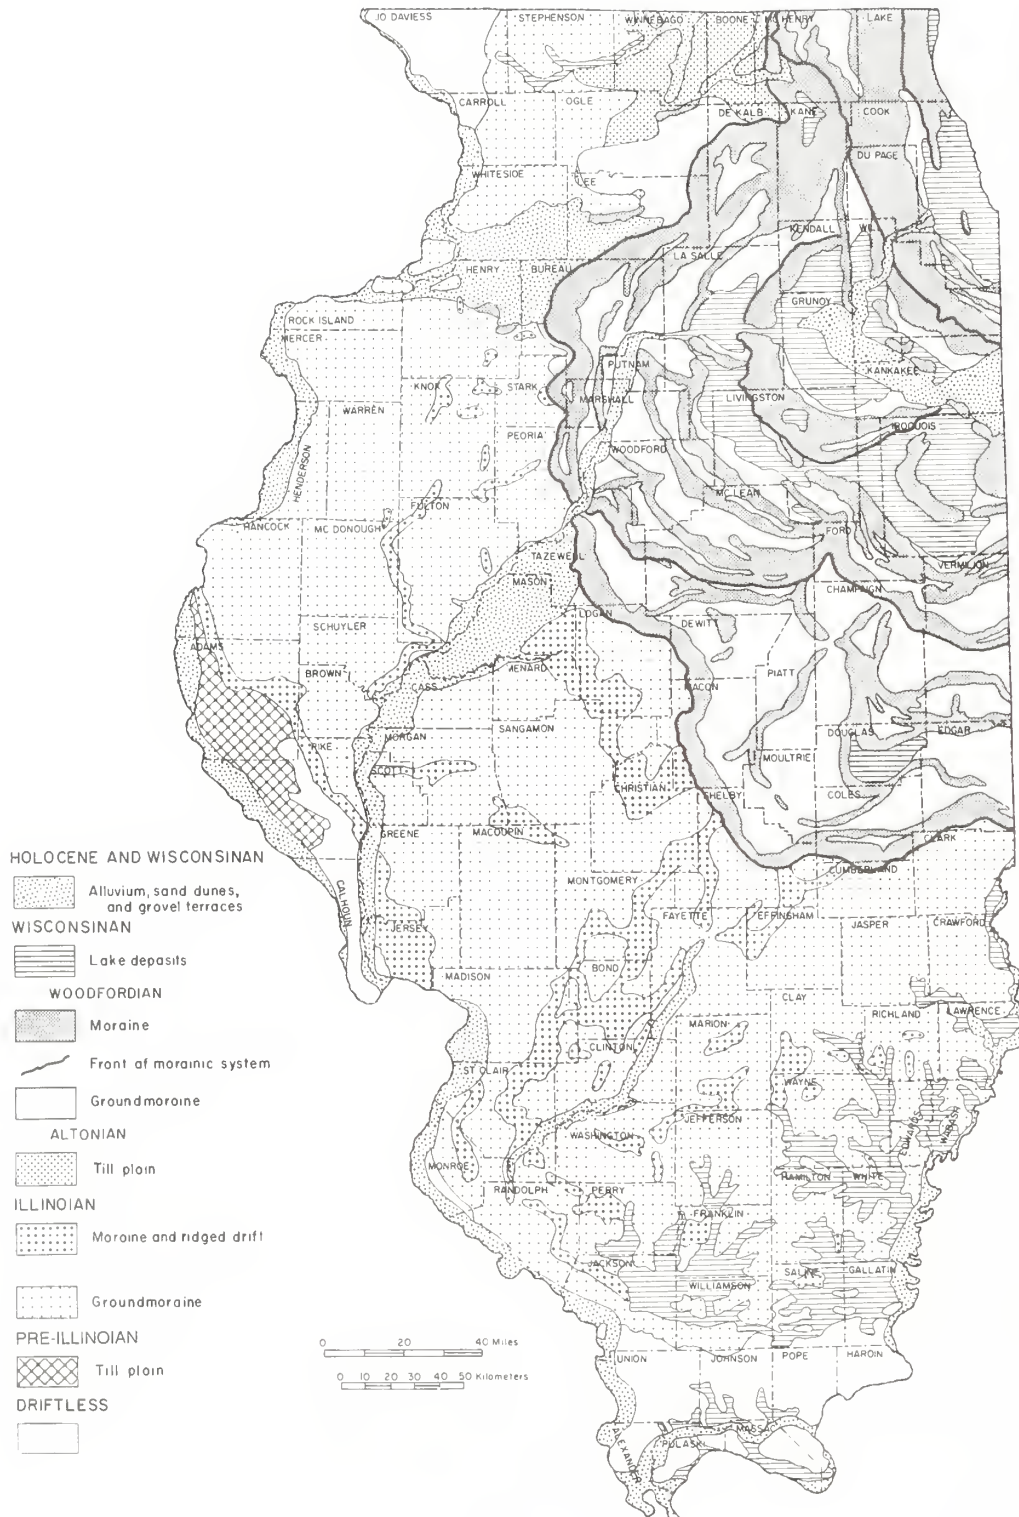 JO DAVIESS
STEPHENSON
WINNEBAGO
BOONE
MC HENRY
LAKE
CARROLL
OGLE
DE KALB
KANE
COOK
DU PAGE
WHITESIDE
LEE
KENDALL
WILL
LA SALLE
HENRY
BUREAU
GRUNDY
ROCK ISLAND
MERCER
PUTNAM
KANKAKEE
KNOX
STARK
MARSHALL
LIVINGSTON
WARREN
IROQUOIS
PEORIA
WOODFORD
HENDERSON
MC LEAN
FULTON
HANCOCK
MC DONOUGH
FORD
TAZEWELL
VERMILION
MASON
CHAMPAIGN
LOGAN
DEWITT
SCHUYLER
ADAMS
BROWN
MENARD
PIATT
CASS
MACON
SANGAMON
MORGAN
DOUGLAS
EDGAR
PIKE
MOULTRIE
SCOTT
CHRISTIAN
SHELBY
COLES
GREENE
MACOUPIN
CLARK
CUMBERLAND
MONTGOMERY
CALHOUN
FAYETTE
EFFINGHAM
JASPER
CRAWFORD
JERSEY
BOND
MADISON
CLAY
RICHLAND
LAWRENCE
MARION
CLINTON
ST CLAIR
WAYNE
EDWARDS
WABASH
JEFFERSON
WASHINGTON
MONROE
RANDOLPH
PERRY
HAMILTON
WHITE
FRANKLIN
JACKSON
SALINE
GALLATIN
WILLIAMSON
UNION
JOHNSON
POPE
HARDIN
ALEXANDER
PULASKI
MASSAC
HOLOCENE AND WISCONSINAN
Alluvium, sand dunes,
and gravel terraces
WISCONSINAN
Lake deposits
WOODFORDIAN
Moraine
Front of morainic system
Groundmoraine
ALTONIAN
Till plain
ILLINOIAN
Moraine and ridged drift
Groundmoraine
PRE-ILLINOIAN
Till plain
DRIFTLESS
0 20 40 Miles
0 10 20 30 40 50 Kilometers